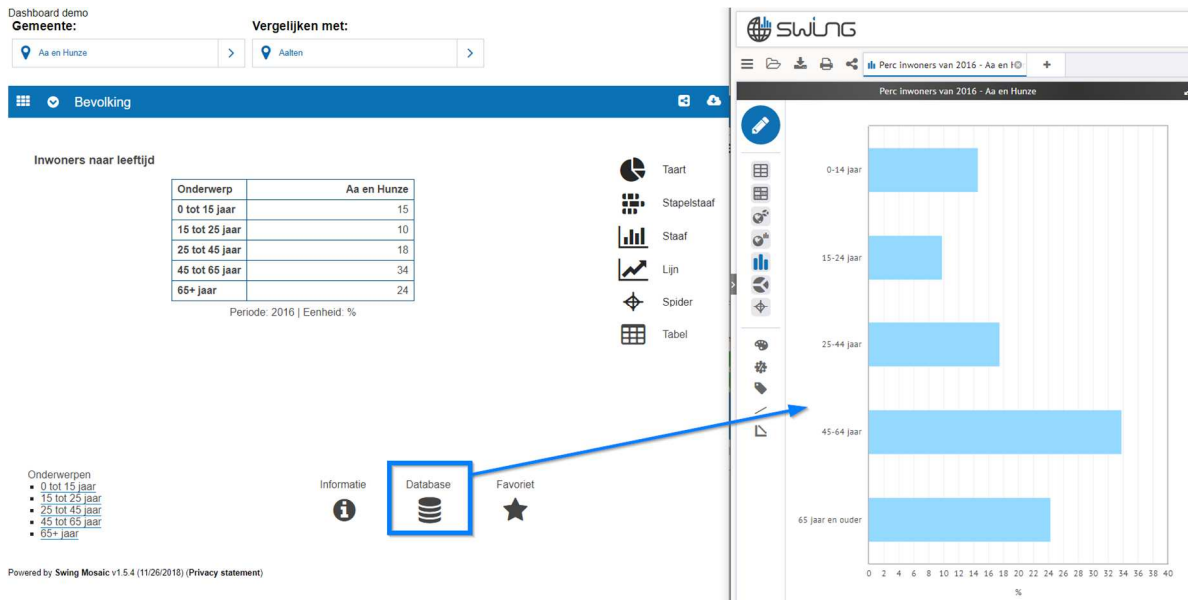 Dashboard demo
Gemeente:
Vergelijken met:
Aa en Hunze
Aalten
Bevolking
Inwoners naar leeftijd
Onderwerp Aa en Hunze
0 tot 15 jaar 15
15 tot 25 jaar 10
25 tot 45 jaar 18
45 tot 65 jaar 34
65+ jaar 24
Periode: 2016 | Eenheid: %
Taart
Stapelstaaf
Staaf
Lijn
Spider
Tabel
Onderwerpen
0 tot 15 jaar
15 tot 25 jaar
25 tot 45 jaar
45 tot 65 jaar
65+ jaar
Informatie
Database
Favoriet
Powered by Swing Mosaic v1.5.4 (11/26/2018) (Privacy statement)
swing
Perc inwoners van 2016 - Aa en H
+
Perc inwoners van 2016 - Aa en Hunze
0-14 jaar
15-24 jaar
25-44 jaar
45-64 jaar
65 jaar en ouder
0 2 4 6 8 10 12 14 16 18 20 22 24 26 28 30 32 34 36 38 40
%